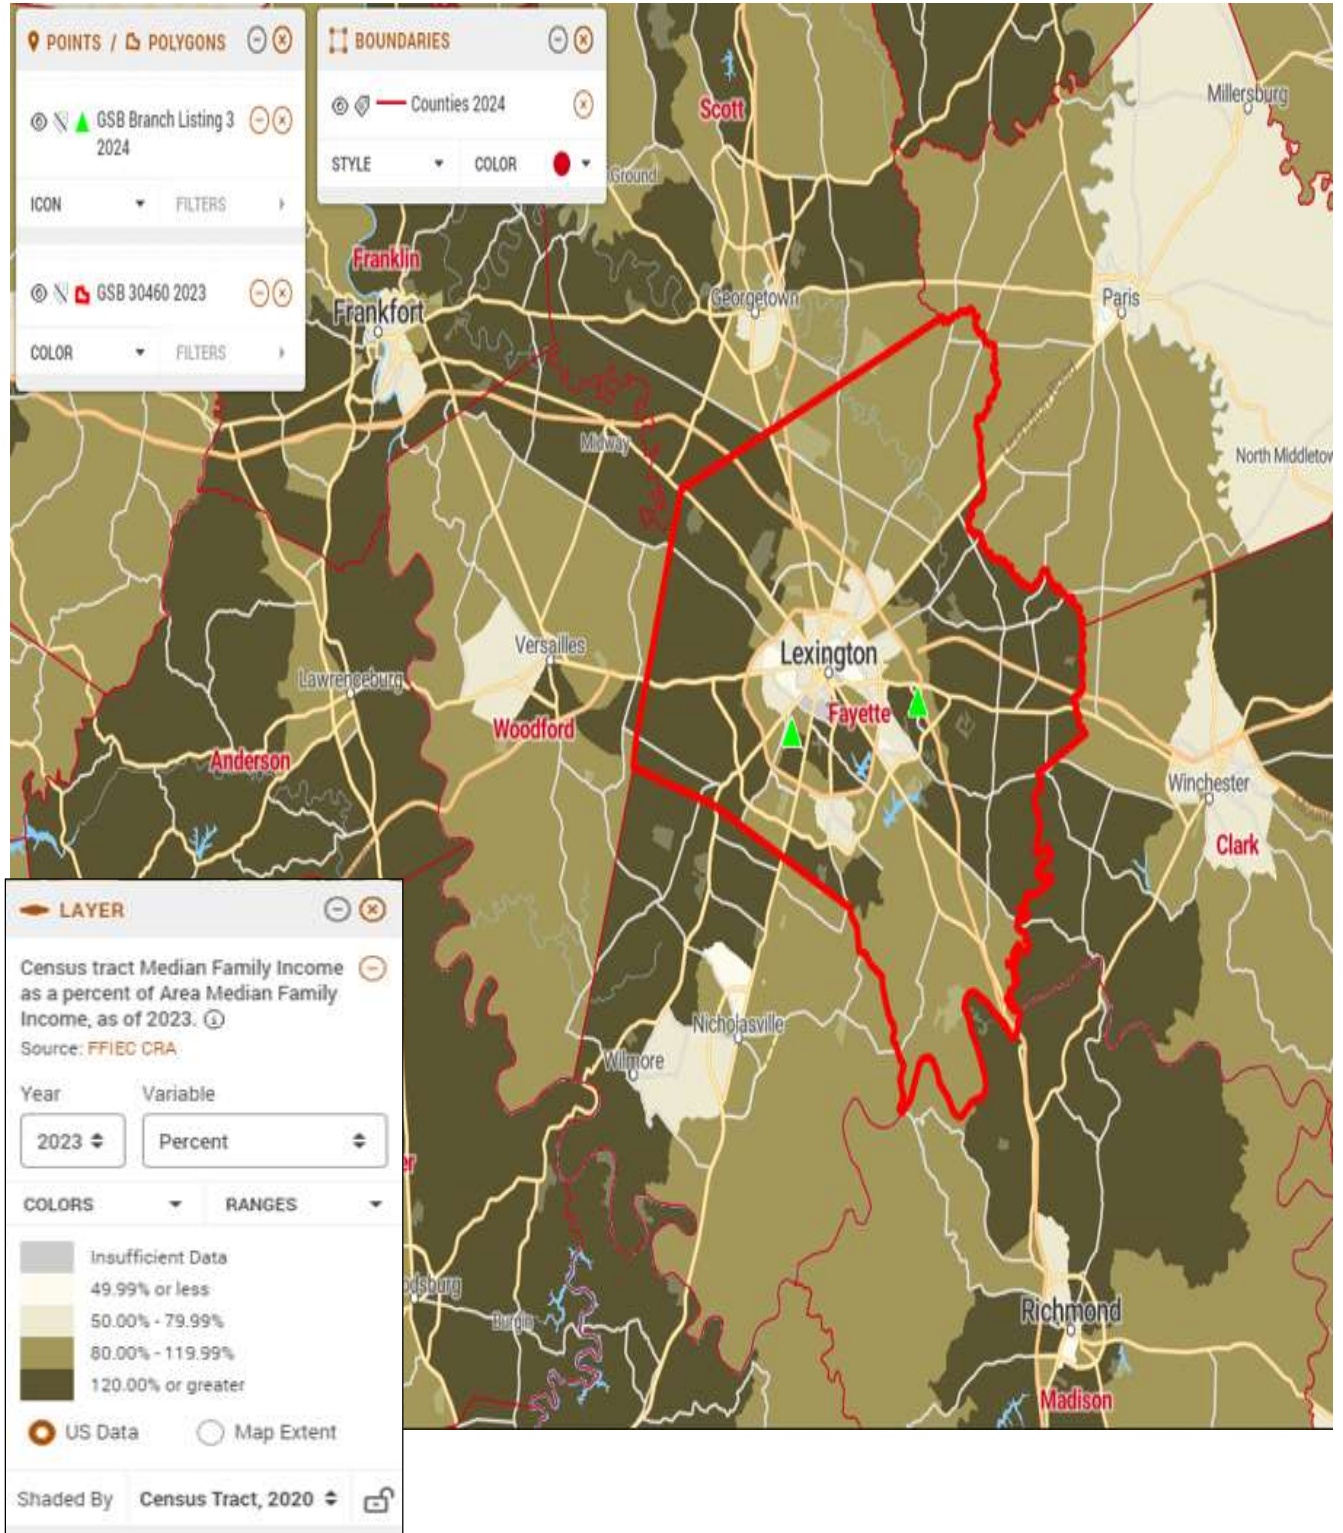 POINTS / POLYGONS
GSB Branch Listing 3
2024
ICON
FILTERS
GSB 30460 2023
COLOR
FILTERS
BOUNDARIES
Counties 2024
STYLE
COLOR
Scott
Millersburg
Ground
Franklin
Frankfort
Georgetown
Paris
Midway
North Middletow
Versailles
Lexington
Lawrenceburg
Fayette
Woodford
Anderson
Winchester
Clark
Nicholasville
Wilmore
er
odsburg
Burgin
Richmond
Madison
LAYER
Census tract Median Family Income
as a percent of Area Median Family
Income, as of 2023.
Source: FFIEC CRA
Year
Variable
2023
Percent
COLORS
RANGES
Insufficient Data
49.99% or less
50.00% - 79.99%
80.00% - 119.99%
120.00% or greater
US Data
Map Extent
Shaded By
Census Tract, 2020